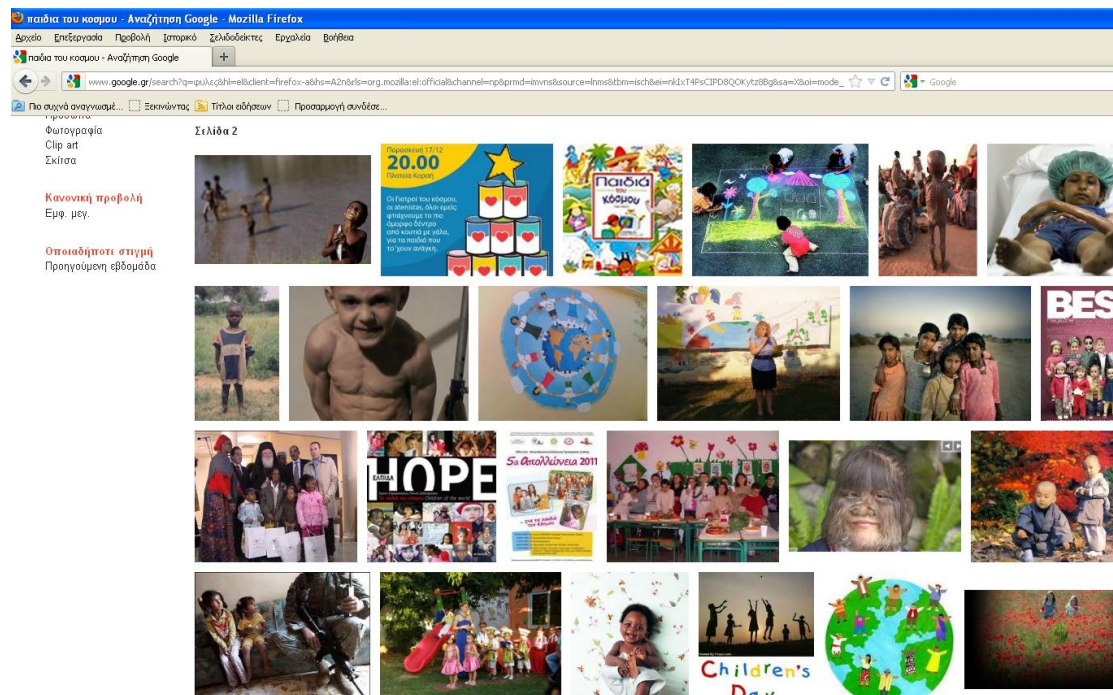 παιδια του κοσμου - Αναζήτηση Google - Mozilla Firefox
Αρχείο Επεξεργασία Προβολή Ιστορικό Σελιδοδείκτες Εργαλεία Βοήθεια
παιδια του κοσμου - Αναζήτηση Google
Google
Πιο συχνά αναγνωσμέ... Ξεκινώντας Τίτλοι ειδήσεων Προσαρμογή συνδέσε...
Πρόσωπα
Φωτογραφία
Clip art
Σκίτσα
Κανονική προβολή
Εμφ. μεγ.
Οποιαδήποτε στιγμή
Προηγούμενη εβδομάδα
Σελίδα 2
Παρασκευή 17/12
20.00
Πλατεία Κοραή
Οι Γιατροί του κόσμου,
οι atenistas, όλοι εμείς:
φτιάχνουμε το πιο
όμορφο δέντρο
από κουτιά με γάλα,
για τα παιδιά που
το 'χουν ανάγκη.
Παιδιά
του
Κόσμου
BES
ΕΛΠΙΔΑ
HOPE
5α Απολλώνεια 2011
Children's
Day